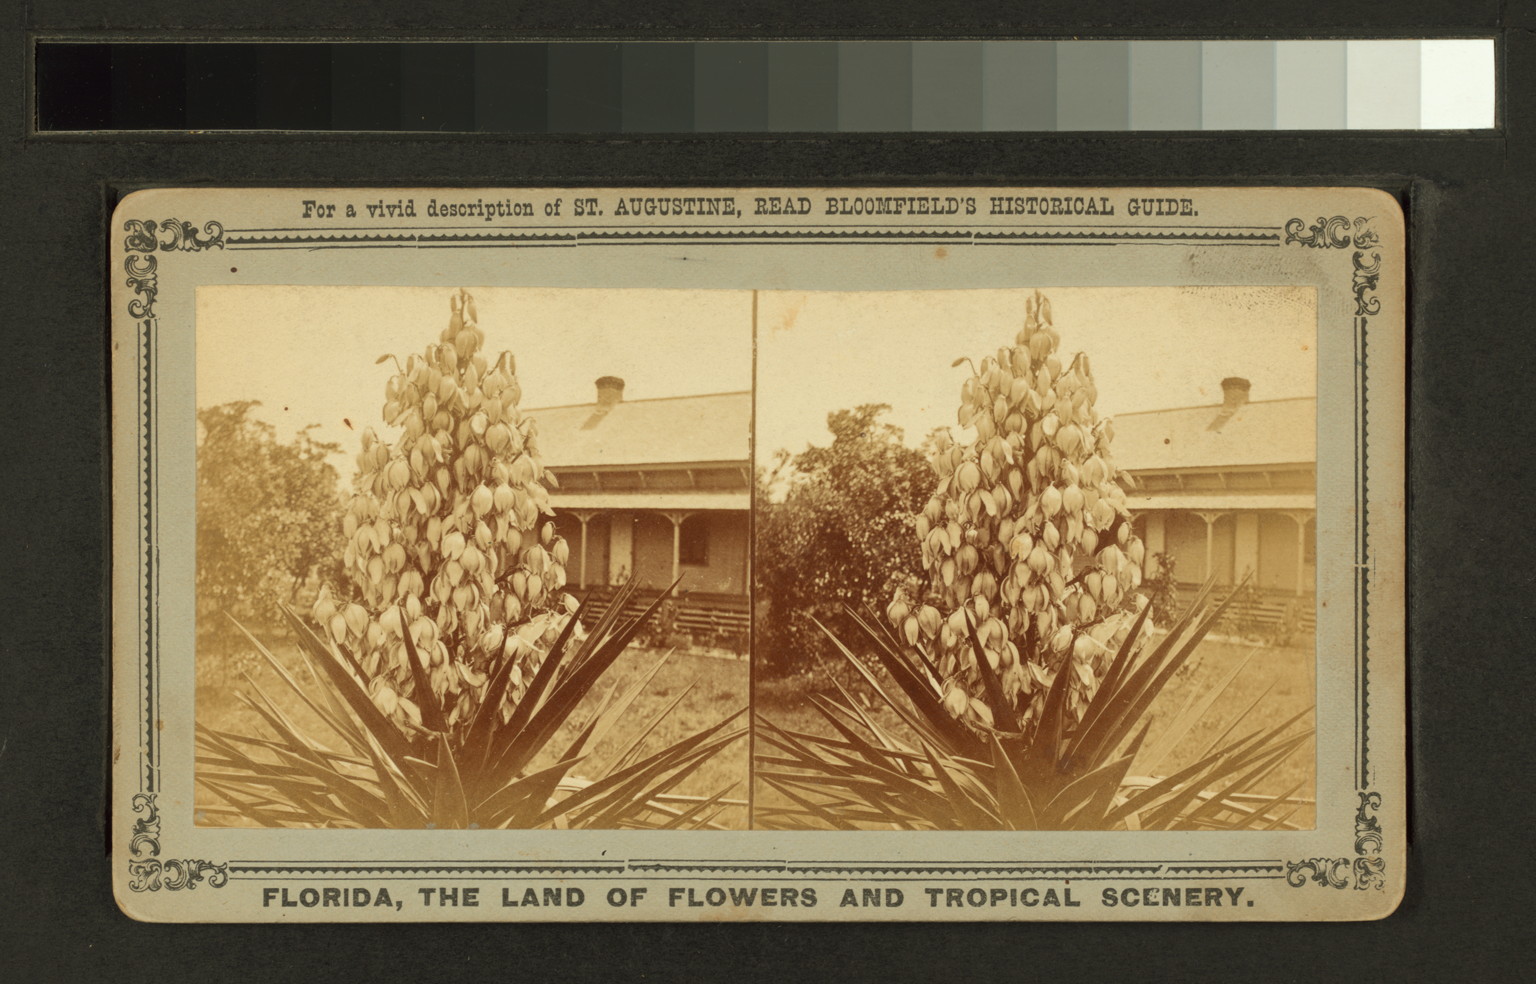 For a vivid description of ST. AUGUSTINE, READ BLOOMFIELD'S HISTORICAL GUIDE.
FLORIDA, THE LAND OF FLOWERS AND TROPICAL SCENERY.